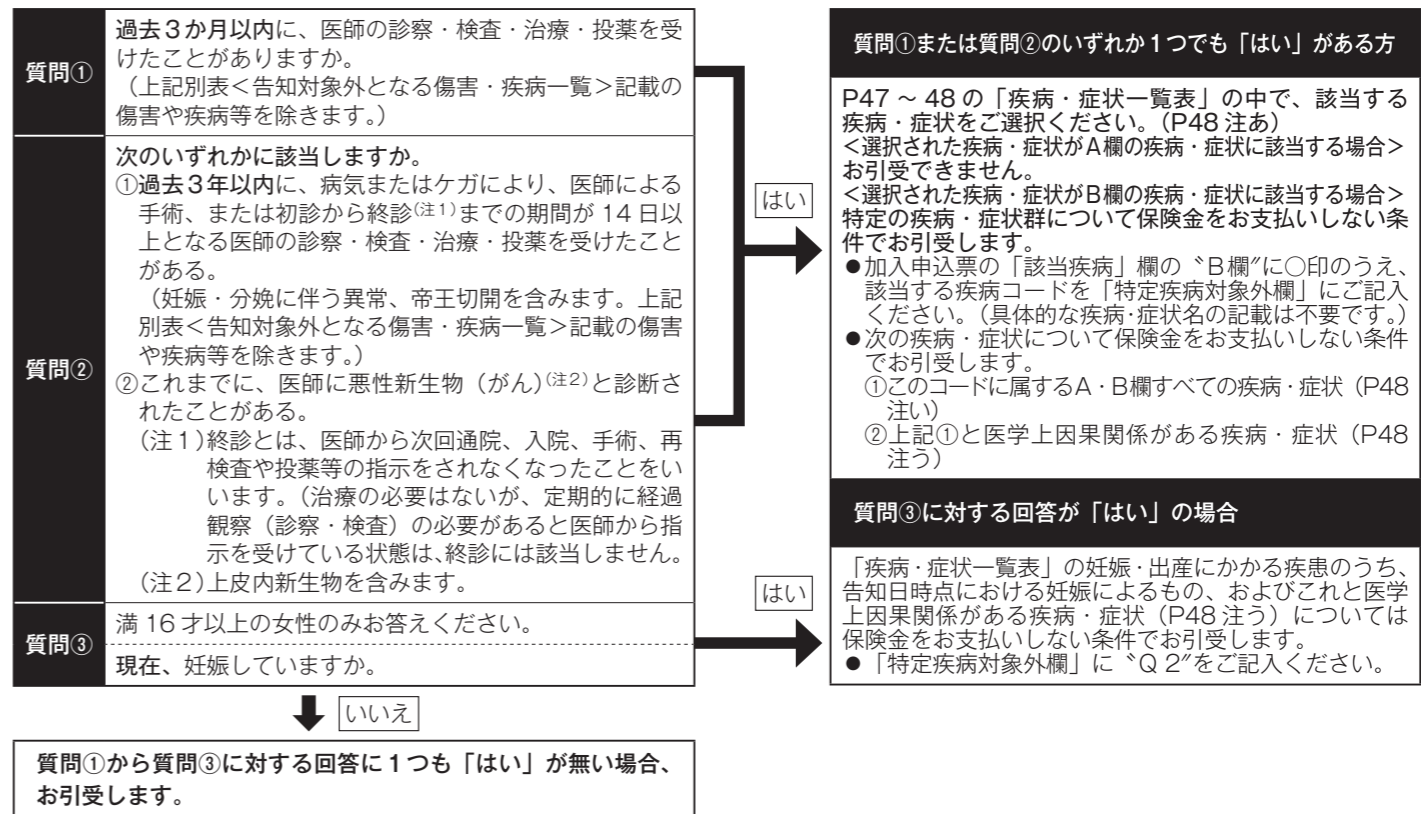 質問①
過去３か月以内に、医師の診察・検査・治療・投薬を受
けたことがありますか。
（上記別表＜告知対象外となる傷害・疾病一覧＞記載の
傷害や疾病等を除きます。）
質問②
次のいずれかに該当しますか。
①過去３年以内に、病気またはケガにより、医師による
手術、または初診から終診(注１)までの期間が 14 日以
上となる医師の診察・検査・治療・投薬を受けたこと
がある。
（妊娠・分娩に伴う異常、帝王切開を含みます。上記
別表＜告知対象外となる傷害・疾病一覧＞記載の傷害
や疾病等を除きます。）
②これまでに、医師に悪性新生物（がん）(注２)と診断さ
れたことがある。
（注１）終診とは、医師から次回通院、入院、手術、再
検査や投薬等の指示をされなくなったことをい
います。（治療の必要はないが、定期的に経過
観察（診察・検査）の必要があると医師から指
示を受けている状態は、終診には該当しません。
（注２）上皮内新生物を含みます。
質問③
満 16 才以上の女性のみお答えください。
現在、妊娠していますか。
いいえ
質問①から質問③に対する回答に１つも「はい」が無い場合、
お引受します。
はい
質問①または質問②のいずれか１つでも「はい」がある方
P47 ～ 48 の「疾病・症状一覧表」の中で、該当する
疾病・症状をご選択ください。（P48 注あ）
＜選択された疾病・症状がＡ欄の疾病・症状に該当する場合＞
お引受できません。
＜選択された疾病・症状がＢ欄の疾病・症状に該当する場合＞
特定の疾病・症状群について保険金をお支払いしない条
件でお引受します。
●加入申込票の「該当疾病」欄の〝Ｂ欄″に○印のうえ、
該当する疾病コードを「特定疾病対象外欄」にご記入
ください。（具体的な疾病・症状名の記載は不要です。）
●次の疾病・症状について保険金をお支払いしない条件
でお引受します。
①このコードに属するＡ・Ｂ欄すべての疾病・症状（P48
注い）
②上記①と医学上因果関係がある疾病・症状（P48
注う）
はい
質問③に対する回答が「はい」の場合
「疾病・症状一覧表」の妊娠・出産にかかる疾患のうち、
告知日時点における妊娠によるもの、およびこれと医学
上因果関係がある疾病・症状（P48 注う）については
保険金をお支払いしない条件でお引受します。
●「特定疾病対象外欄」に〝Ｑ２″をご記入ください。